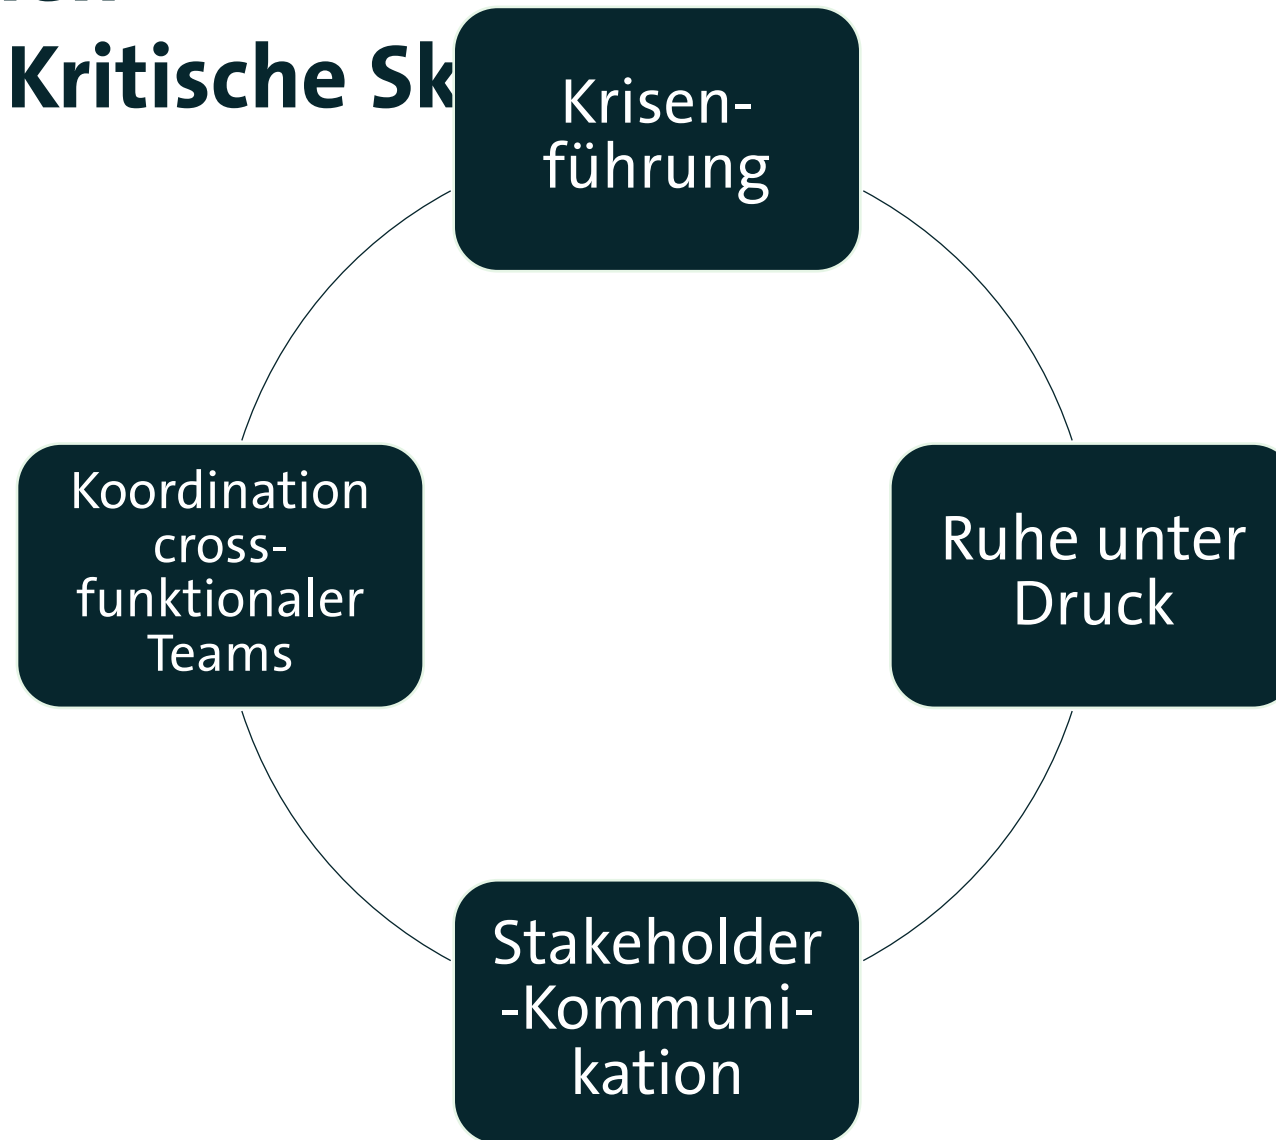 Kritische Sk
Krisen-
führung
Koordination
cross-
funktionaler
Teams
Ruhe unter
Druck
Stakeholder
-Kommuni-
kation